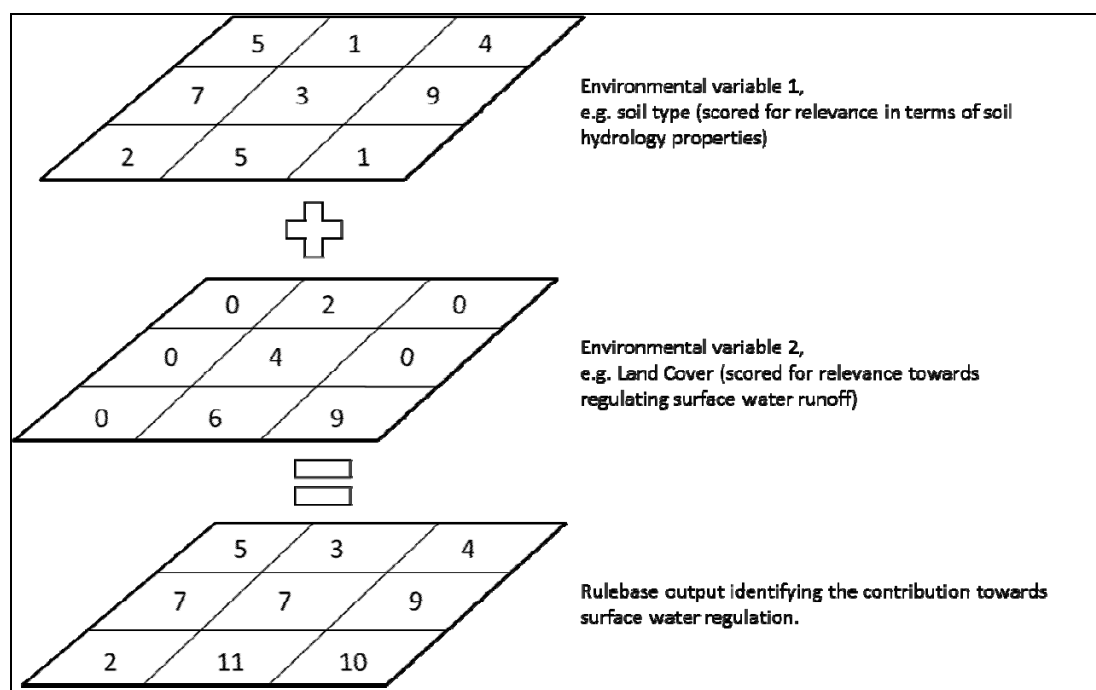 5 1 4
7 3 9
2 5 1
Environmental variable 1,
e.g. soil type (scored for relevance in terms of soil
hydrology properties)
0 2 0
0 4 0
0 6 9
Environmental variable 2,
e.g. Land Cover (scored for relevance towards
regulating surface water runoff)
5 3 4
7 7 9
2 11 10
Rulebase output identifying the contribution towards
surface water regulation.